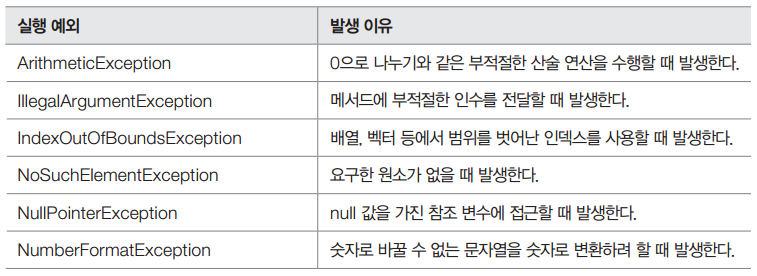 실행 예외 발생 이유
ArithmeticException 0으로 나누기와 같은 부적절한 산술 연산을 수행할 때 발생한다.
IllegalArgumentException 메서드에 부적절한 인수를 전달할 때 발생한다.
IndexOutOfBoundsException 배열, 벡터 등에서 범위를 벗어난 인덱스를 사용할 때 발생한다.
NoSuchElementException 요구한 원소가 없을 때 발생한다.
NullPointerException null 값을 가진 참조 변수에 접근할 때 발생한다.
NumberFormatException 숫자로 바꿀 수 없는 문자열을 숫자로 변환하려 할 때 발생한다.